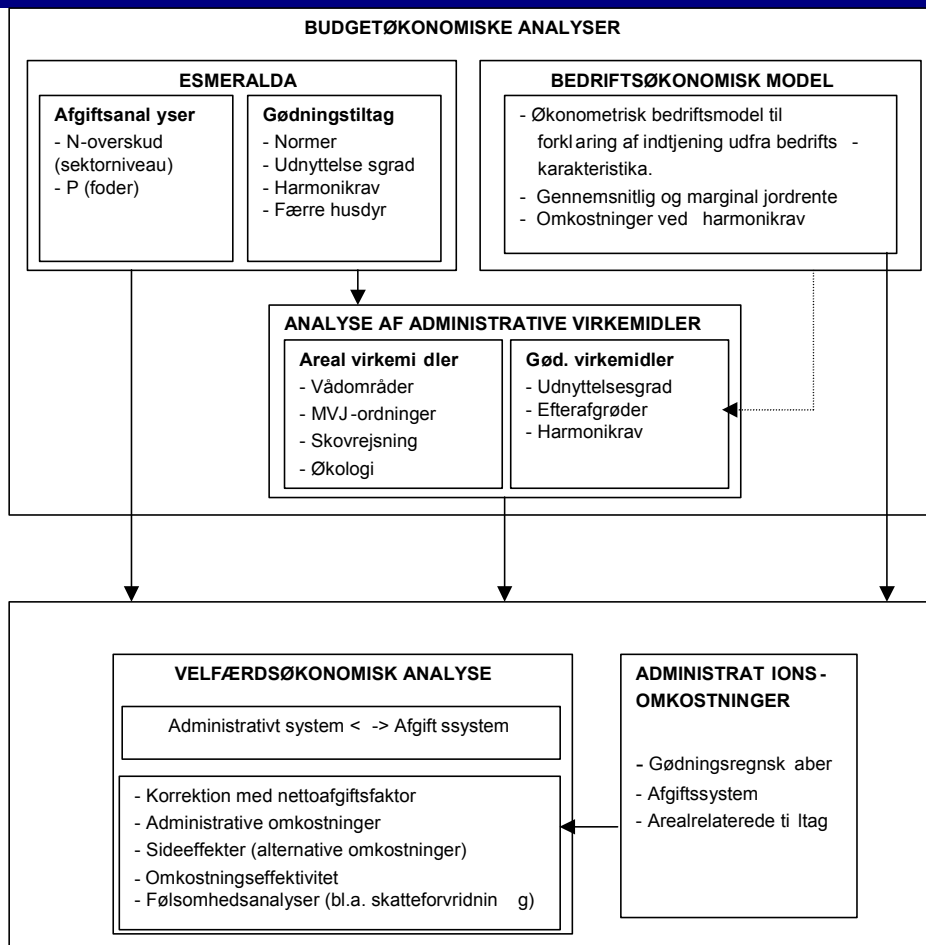 BUDGETØKONOMISKE ANALYSER
ESMERALDA
Afgiftsanal yser
- N-overskud
(sektorniveau)
- P (foder)
Gødningstiltag
- Normer
- Udnyttelse sgrad
- Harmonikrav
- Færre husdyr
BEDRIFTSØKONOMISK MODEL
- Økonometrisk bedriftsmodel til
forklaring af indtjening udfra bedrifts -
karakteristika.
- Gennemsnitlig og marginal jordrente
- Omkostninger ved harmonikrav
ANALYSE AF ADMINISTRATIVE VIRKEMIDLER
Areal virkemi dler
- Vådområder
- MVJ-ordninger
- Skovrejsning
- Økologi
Gød. virkemidler
- Udnyttelsesgrad
- Efterafgrøder
- Harmonikrav
VELFÆRDSØKONOMISK ANALYSE
Administrativt system < -> Afgift ssystem
- Korrektion med nettoafgiftsfaktor
- Administrative omkostninger
- Sideeffekter (alternative omkostninger)
- Omkostningseffektivitet
- Følsomhedsanalyser (bl.a. skatteforvridnin g)
ADMINISTRAT IONS-
OMKOSTNINGER
- Gødningsregnsk aber
- Afgiftssystem
- Arealrelaterede ti ltag